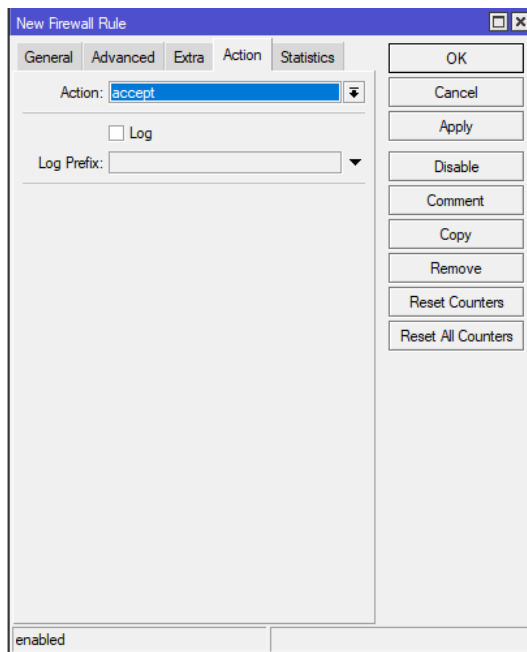 New Firewall Rule
General Advanced Extra Action Statistics
Action: accept
Log
Log Prefix:
OK
Cancel
Apply
Disable
Comment
Copy
Remove
Reset Counters
Reset All Counters
enabled